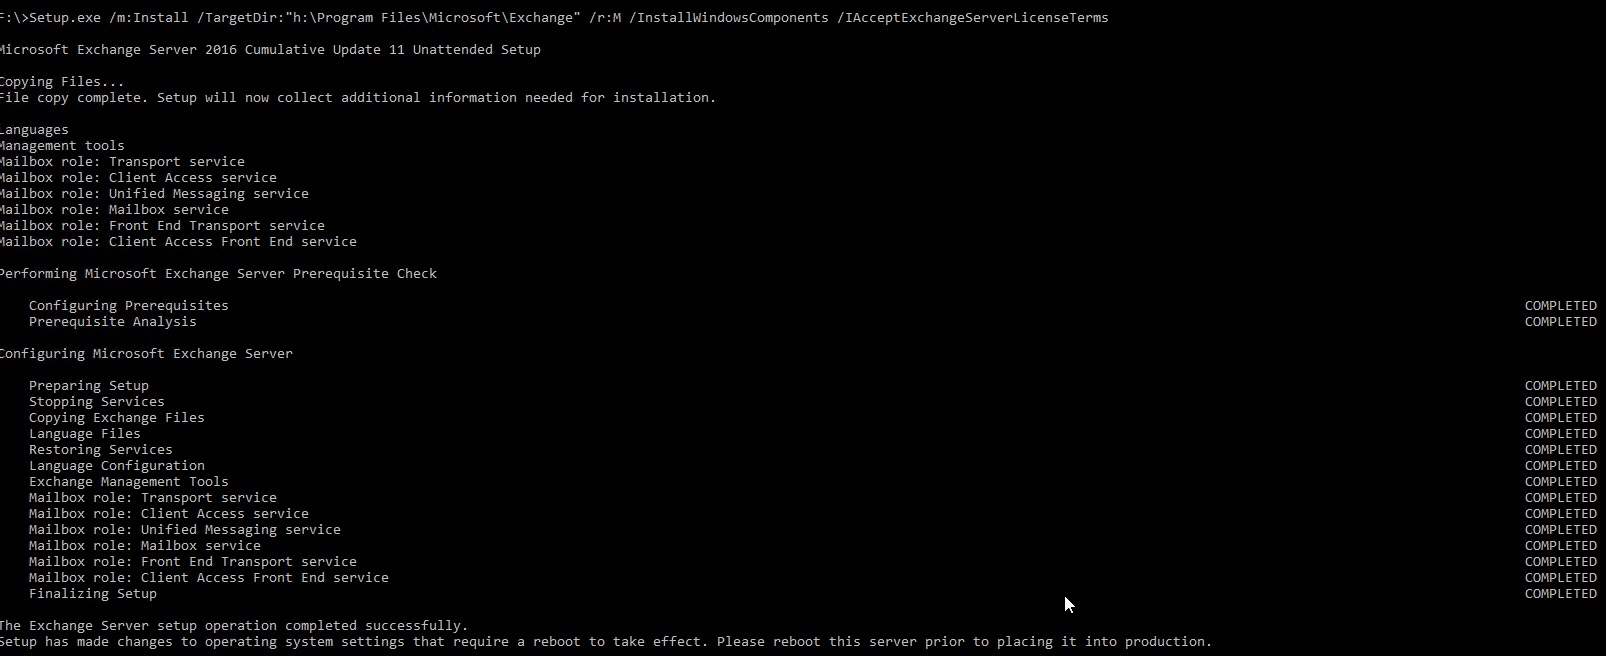 F:\>Setup.exe /m:Install /TargetDir:"h:\Program Files\Microsoft\Exchange" /r:M /InstallWindowsComponents /IAcceptExchangeServerLicenseTerms
Microsoft Exchange Server 2016 Cumulative Update 11 Unattended Setup
Copying Files...
File copy complete. Setup will now collect additional information needed for installation.
Languages
Management tools
Mailbox role: Transport service
Mailbox role: Client Access service
Mailbox role: Unified Messaging service
Mailbox role: Mailbox service
Mailbox role: Front End Transport service
Mailbox role: Client Access Front End service
Performing Microsoft Exchange Server Prerequisite Check
Configuring Prerequisites COMPLETED
Prerequisite Analysis COMPLETED
Configuring Microsoft Exchange Server
Preparing Setup COMPLETED
Stopping Services COMPLETED
Copying Exchange Files COMPLETED
Language Files COMPLETED
Restoring Services COMPLETED
Language Configuration COMPLETED
Exchange Management Tools COMPLETED
Mailbox role: Transport service COMPLETED
Mailbox role: Client Access service COMPLETED
Mailbox role: Unified Messaging service COMPLETED
Mailbox role: Mailbox service COMPLETED
Mailbox role: Front End Transport service COMPLETED
Mailbox role: Client Access Front End service COMPLETED
Finalizing Setup COMPLETED
The Exchange Server setup operation completed successfully.
Setup has made changes to operating system settings that require a reboot to take effect. Please reboot this server prior to placing it into production.